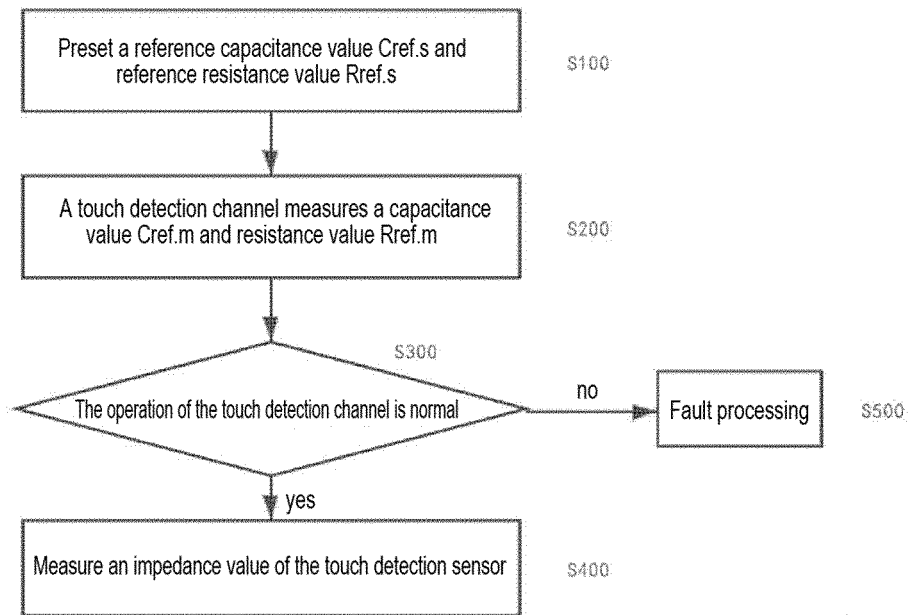 Preset a reference capacitance value Cref.s and
reference resistance value Rref.s
S100
A touch detection channel measures a capacitance
value Cref.m and resistance value Rref.m
S200
S300
The operation of the touch detection channel is normal
no
Fault processing
S500
yes
Measure an impedance value of the touch detection sensor
S400